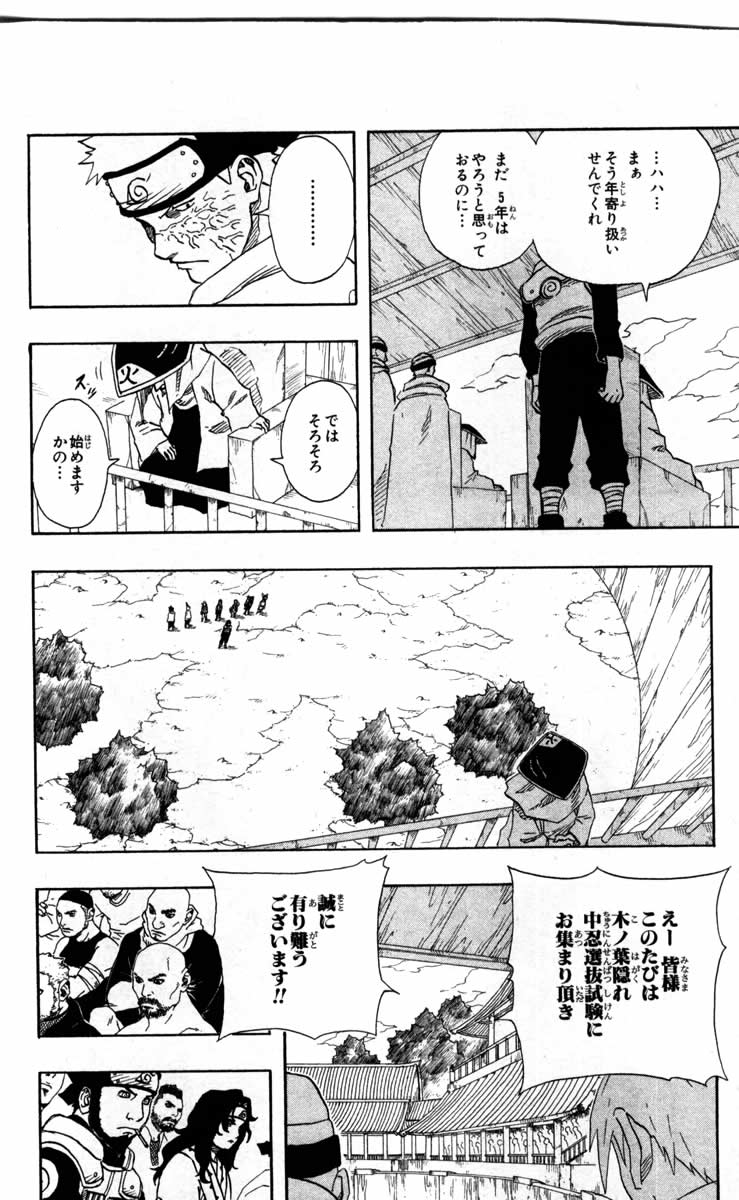 …ハハ…
まぁ
そう年寄り扱い
せんでくれ
まだ 5年は
やろうと思って
おるのに…
…………
では
そろそろ
ズッ
火
始めます
かの…
火
えー 皆様
このたびは
木ノ葉隠れ
中忍選抜試験に
お集まり頂き
誠に
有り難う
ございます!!